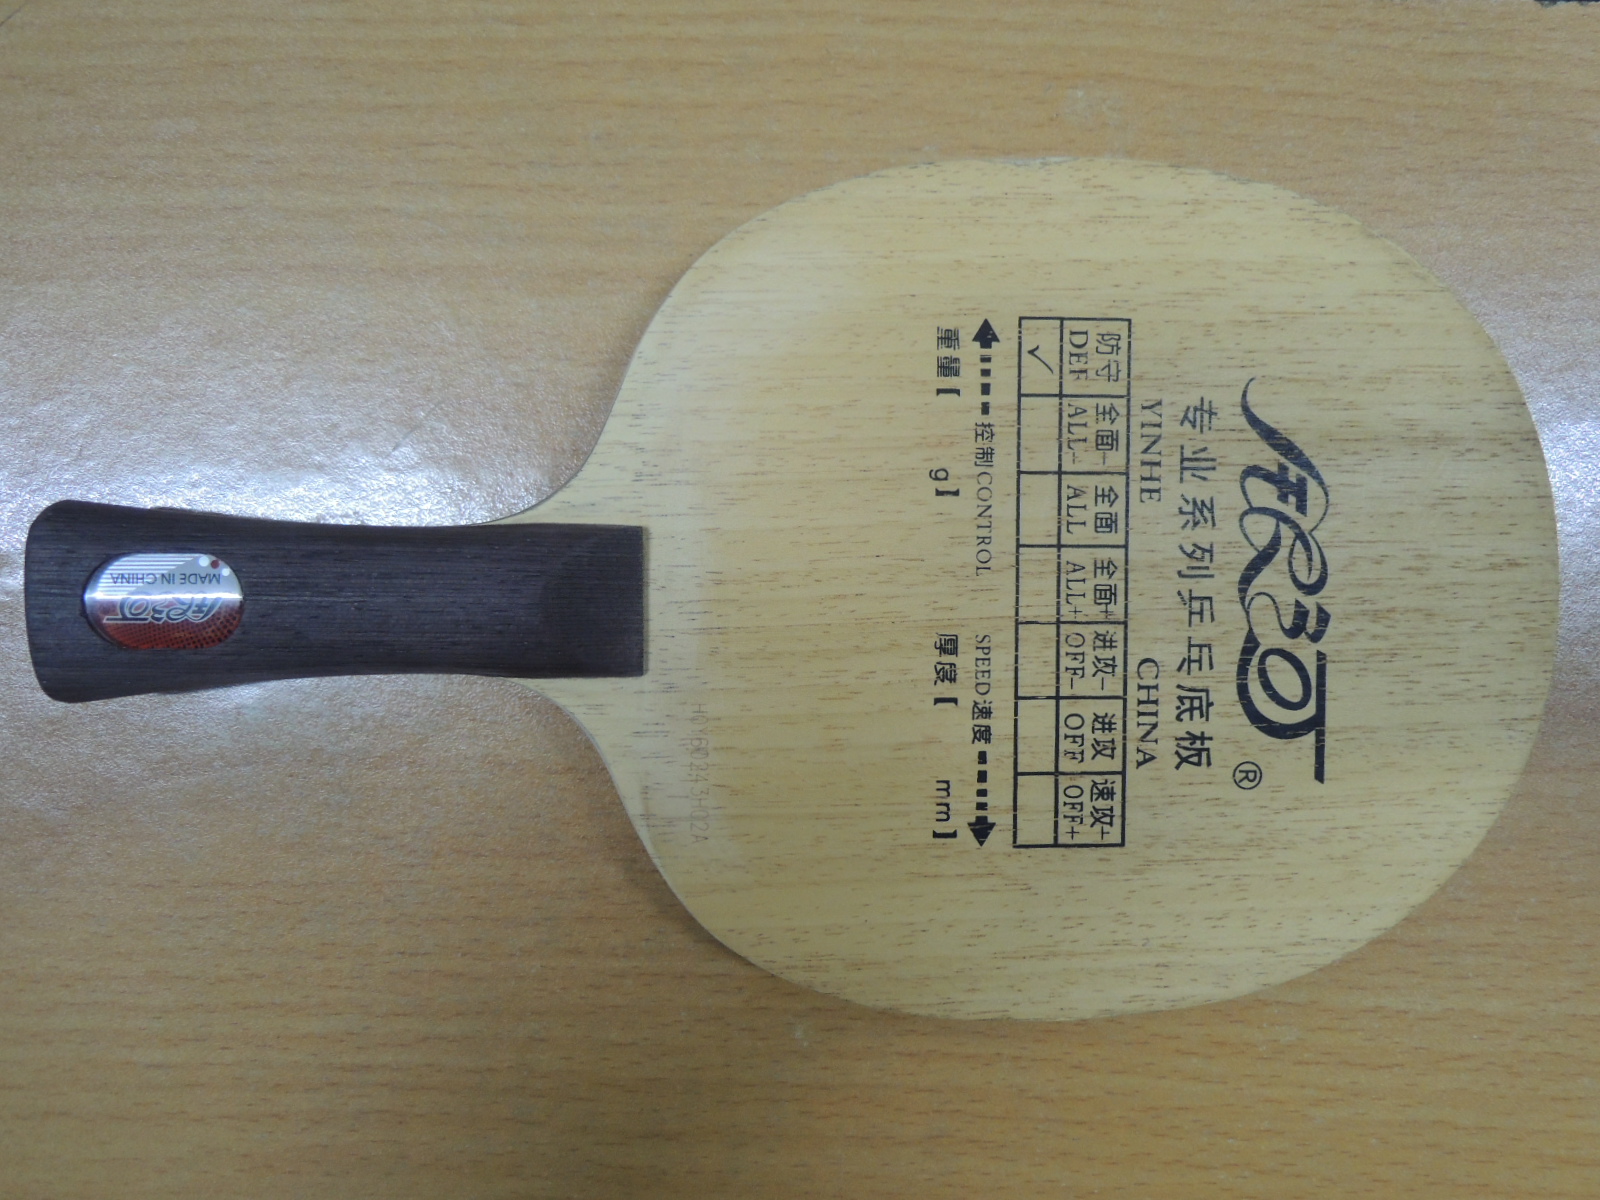 ®
专业系列乒乓底板
YINHE CHINA
防守 全面- 全面 全面+ 进攻- 进攻 速攻+
DEF ALL- ALL ALL+ OFF- OFF OFF+
✓
控制CONTROL SPEED速度
重量【 g】 厚度【 mm】
MADE IN CHINA